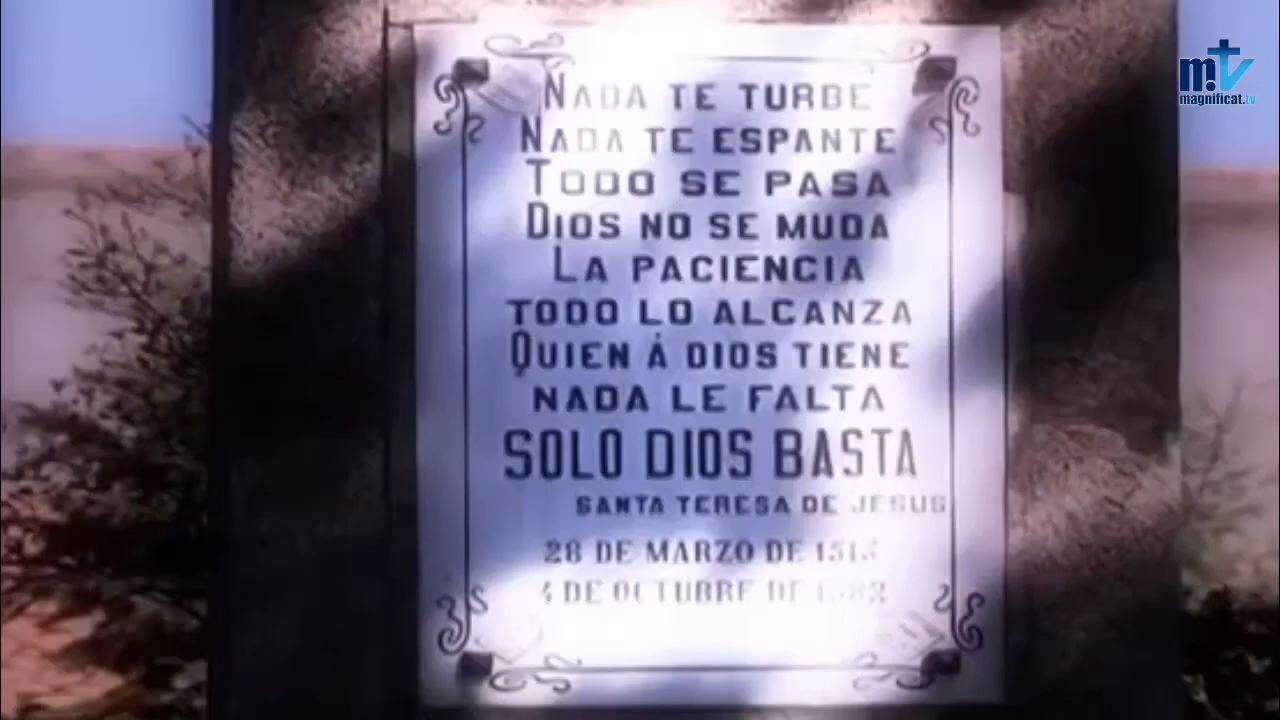 NADA TE TURBE
NADA TE ESPANTE
TODO SE PASA
DIOS NO SE MUDA
LA PACIENCIA
TODO LO ALCANZA
QUIEN Á DIOS TIENE
NADA LE FALTA
SOLO DIOS BASTA
SANTA TERESA DE JESUS
28 DE MARZO DE
4 DE OCTUBRE DE 1582
m.tv
magnificat.tv